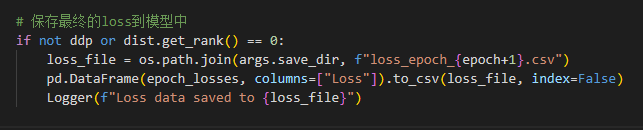 # 保存最终的loss到模型中
if not ddp or dist.get_rank() == 0:
    loss_file = os.path.join(args.save_dir, f"loss_epoch_{epoch+1}.csv")
    pd.DataFrame(epoch_losses, columns=["Loss"]).to_csv(loss_file, index=False)
    Logger(f"Loss data saved to {loss_file}")